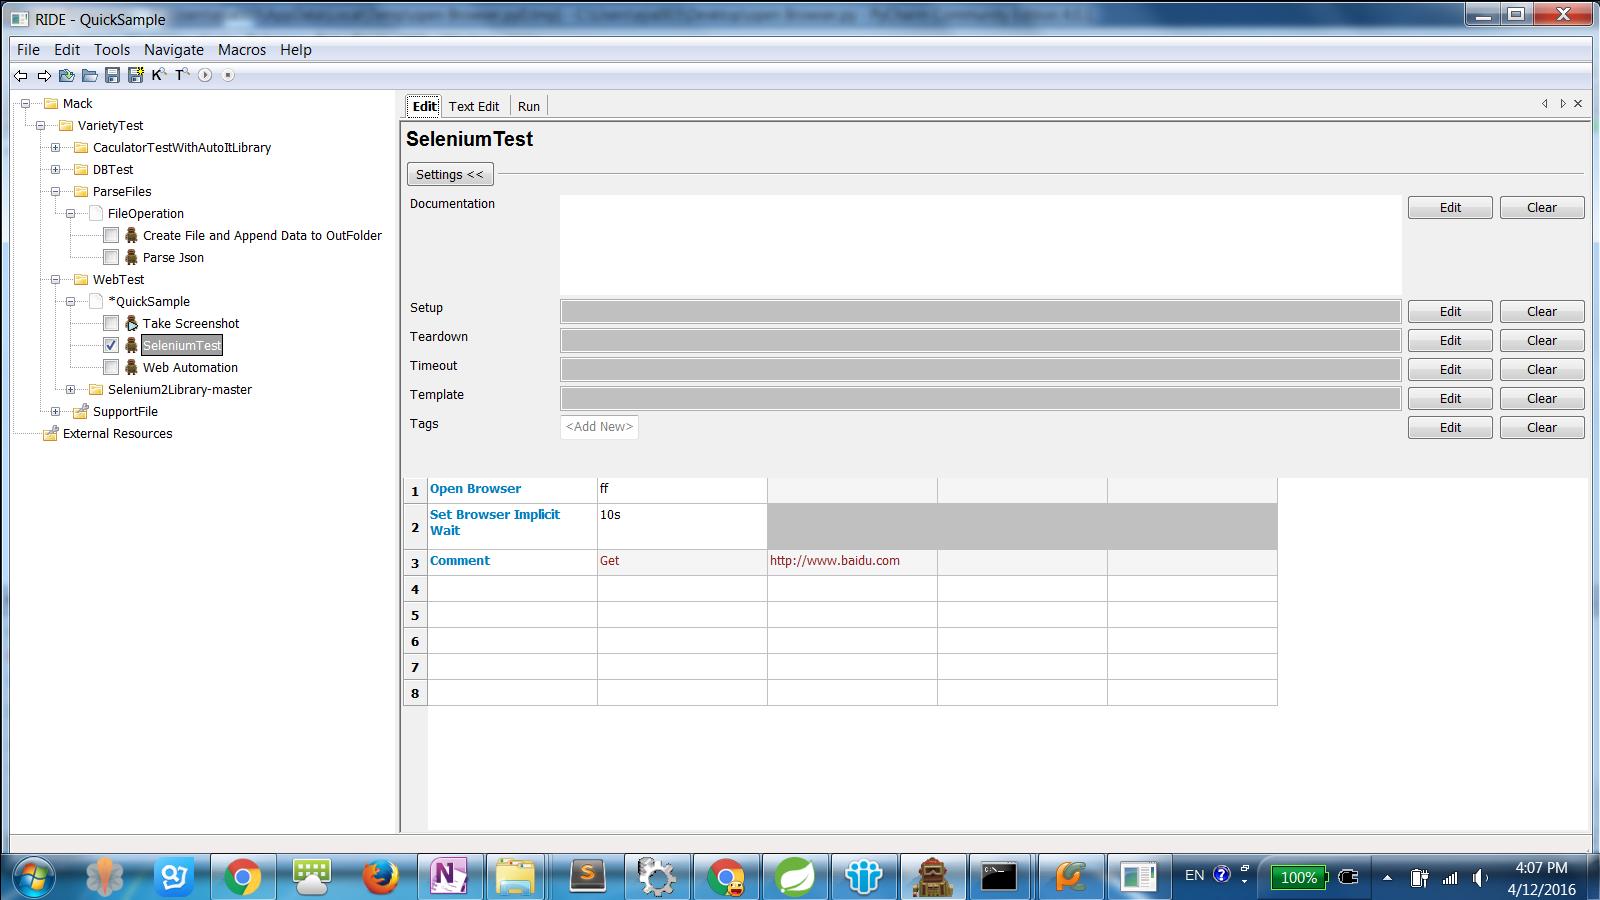 RIDE - QuickSample
File Edit Tools Navigate Macros Help
K T
Mack
VarietyTest
CaculatorTestWithAutoItLibrary
DBTest
ParseFiles
FileOperation
Create File and Append Data to OutFolder
Parse Json
WebTest
*QuickSample
Take Screenshot
SeleniumTest
Web Automation
Selenium2Library-master
SupportFile
External Resources
Edit Text Edit Run
SeleniumTest
Settings <<
Documentation Edit Clear
Setup Edit Clear
Teardown Edit Clear
Timeout Edit Clear
Template Edit Clear
Tags <Add New> Edit Clear
1 Open Browser ff
2 Set Browser Implicit Wait 10s
3 Comment Get http://www.baidu.com
4
5
6
7
8
EN 100% 4:07 PM
4/12/2016